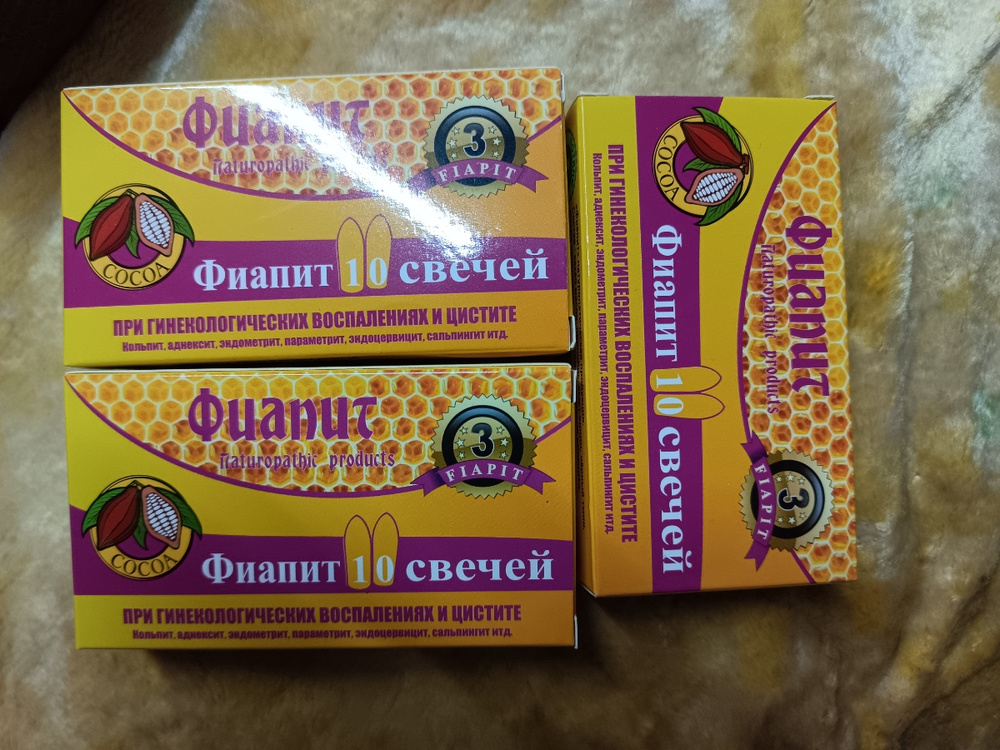 Фиапит
Naturopathic
3
FIAPIT
COCOA
Фиапит 10 свечей
ПРИ ГИНЕКОЛОГИЧЕСКИХ ВОСПАЛЕНИЯХ И ЦИСТИТЕ
Кольпит, аднексит, эндометрит, параметрит, эндоцервицит, сальпингит итд.
Фиапит
Naturopathic products
3
FIAPIT
COCOA
Фиапит 10 свечей
ПРИ ГИНЕКОЛОГИЧЕСКИХ ВОСПАЛЕНИЯХ И ЦИСТИТЕ
Кольпит, аднексит, эндометрит, параметрит, эндоцервицит, сальпингит итд.
Фиапит
Naturopathic products
3
FIAPIT
COCOA
Фиапит 10 свечей
ПРИ ГИНЕКОЛОГИЧЕСКИХ ВОСПАЛЕНИЯХ И ЦИСТИТЕ
Кольпит, аднексит, эндометрит, параметрит, эндоцервицит, сальпингит итд.